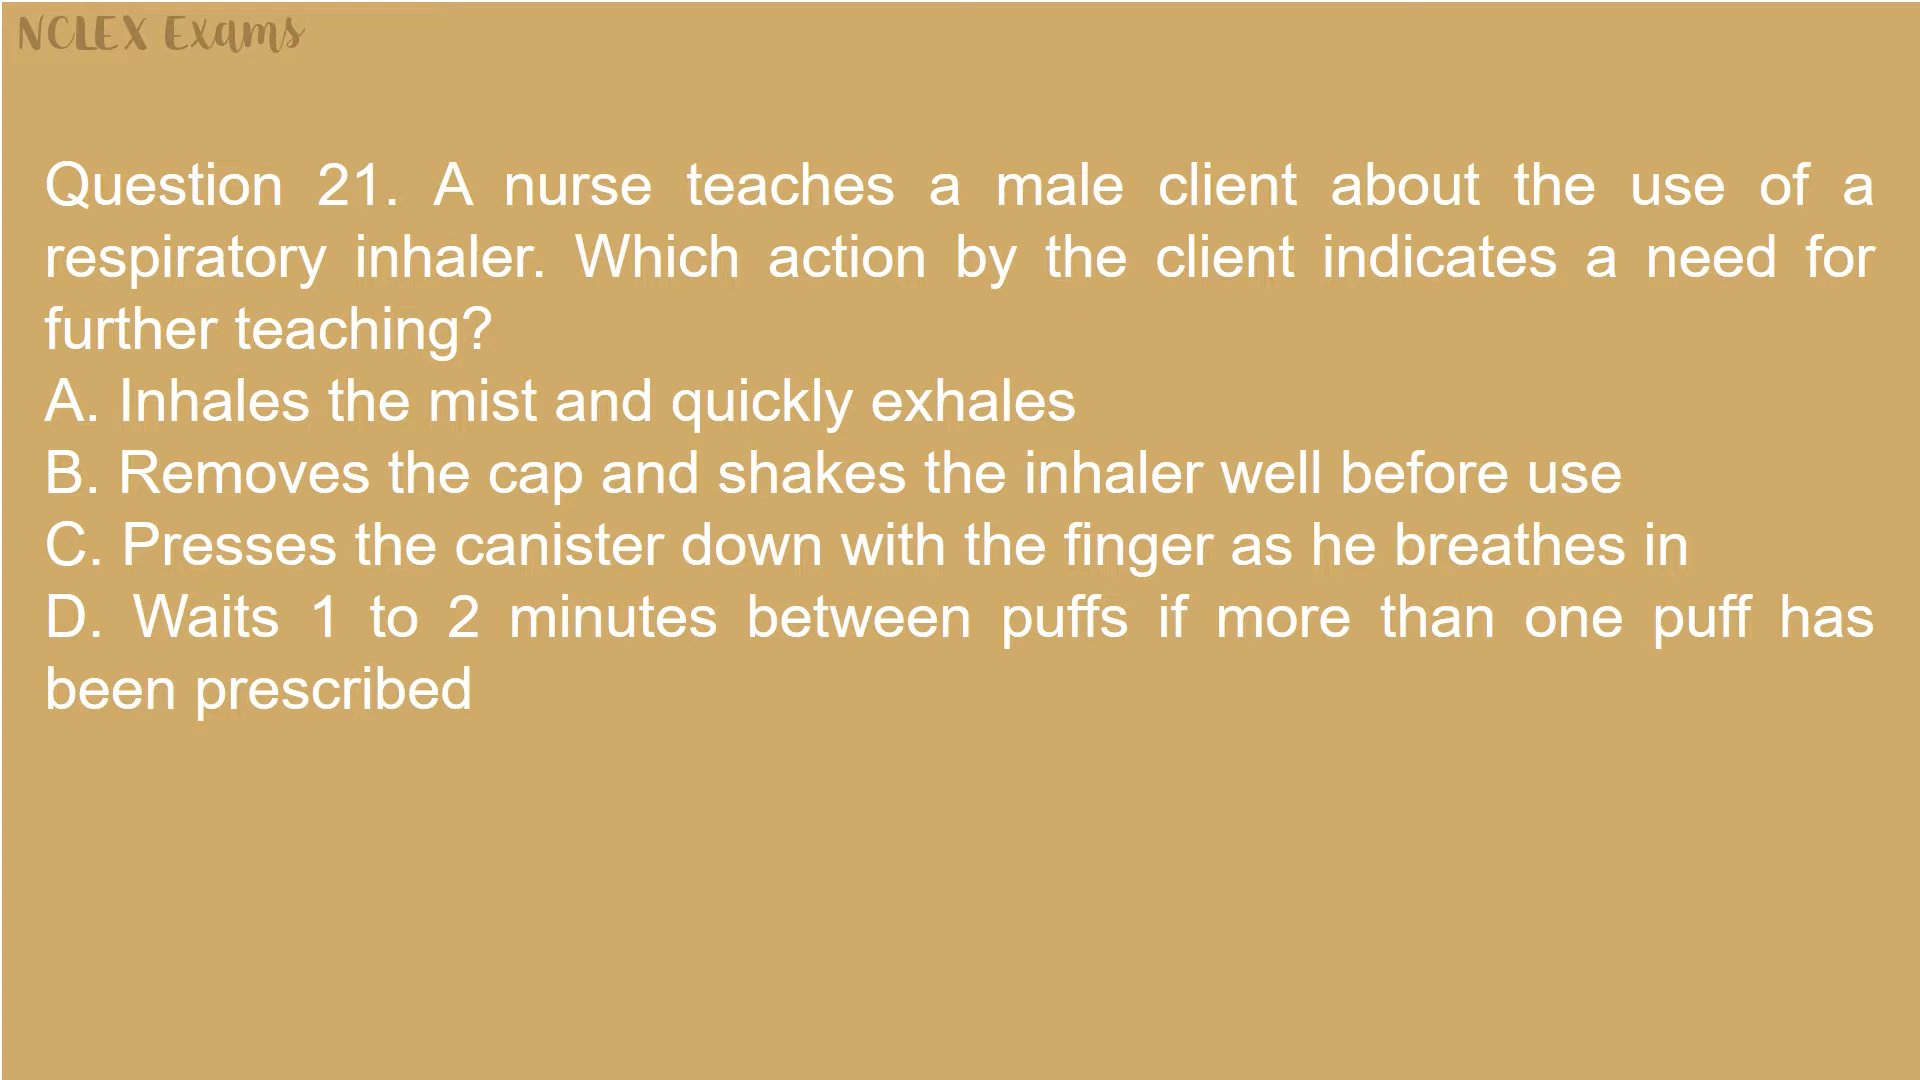 NCLEX Exams
Question 21. A nurse teaches a male client about the use of a
respiratory inhaler. Which action by the client indicates a need for
further teaching?
A. Inhales the mist and quickly exhales
B. Removes the cap and shakes the inhaler well before use
C. Presses the canister down with the finger as he breathes in
D. Waits 1 to 2 minutes between puffs if more than one puff has
been prescribed